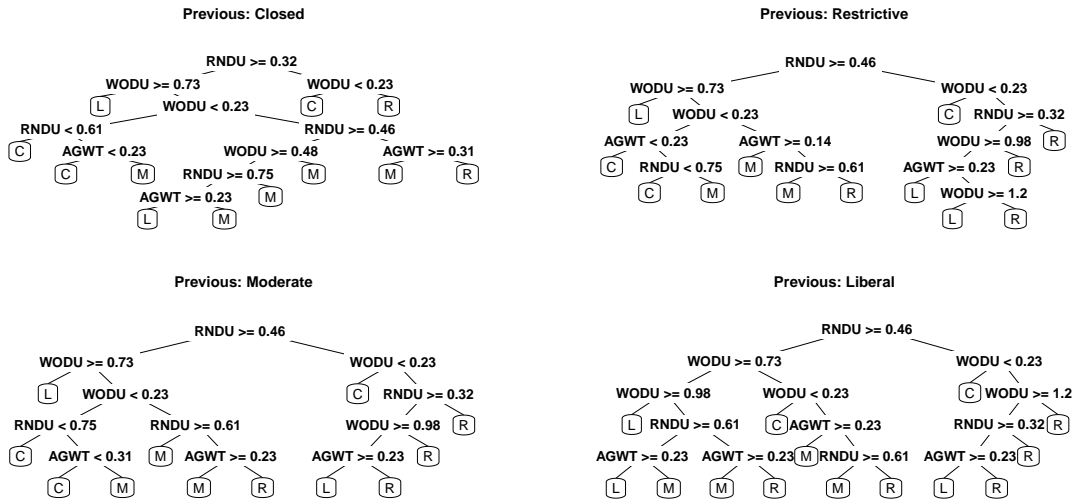 Previous: Closed
RNDU >= 0.32
WODU >= 0.73 WODU < 0.23
L WODU < 0.23 C R
RNDU < 0.61 RNDU >= 0.46
C AGWT < 0.23 WODU >= 0.48 AGWT >= 0.31
C M RNDU >= 0.75 M M R
AGWT >= 0.23 M
L M
Previous: Restrictive
RNDU >= 0.46
WODU >= 0.73 WODU < 0.23
L WODU < 0.23 C RNDU >= 0.32
AGWT < 0.23 AGWT >= 0.14 WODU >= 0.98 R
C RNDU < 0.75 M RNDU >= 0.61 AGWT >= 0.23 R
C M M R L WODU >= 1.2
L R
Previous: Moderate
RNDU >= 0.46
WODU >= 0.73 WODU < 0.23
L WODU < 0.23 C RNDU >= 0.32
RNDU < 0.75 RNDU >= 0.61 WODU >= 0.98 R
C AGWT < 0.31 M AGWT >= 0.23 AGWT >= 0.23 R
C M M R L R
Previous: Liberal
RNDU >= 0.46
WODU >= 0.73 WODU < 0.23
WODU >= 0.98 WODU < 0.23 C WODU >= 1.2
L RNDU >= 0.61 C AGWT >= 0.23 RNDU >= 0.32 R
AGWT >= 0.23 AGWT >= 0.23 M RNDU >= 0.61 AGWT >= 0.23 R
L M M R M R L R